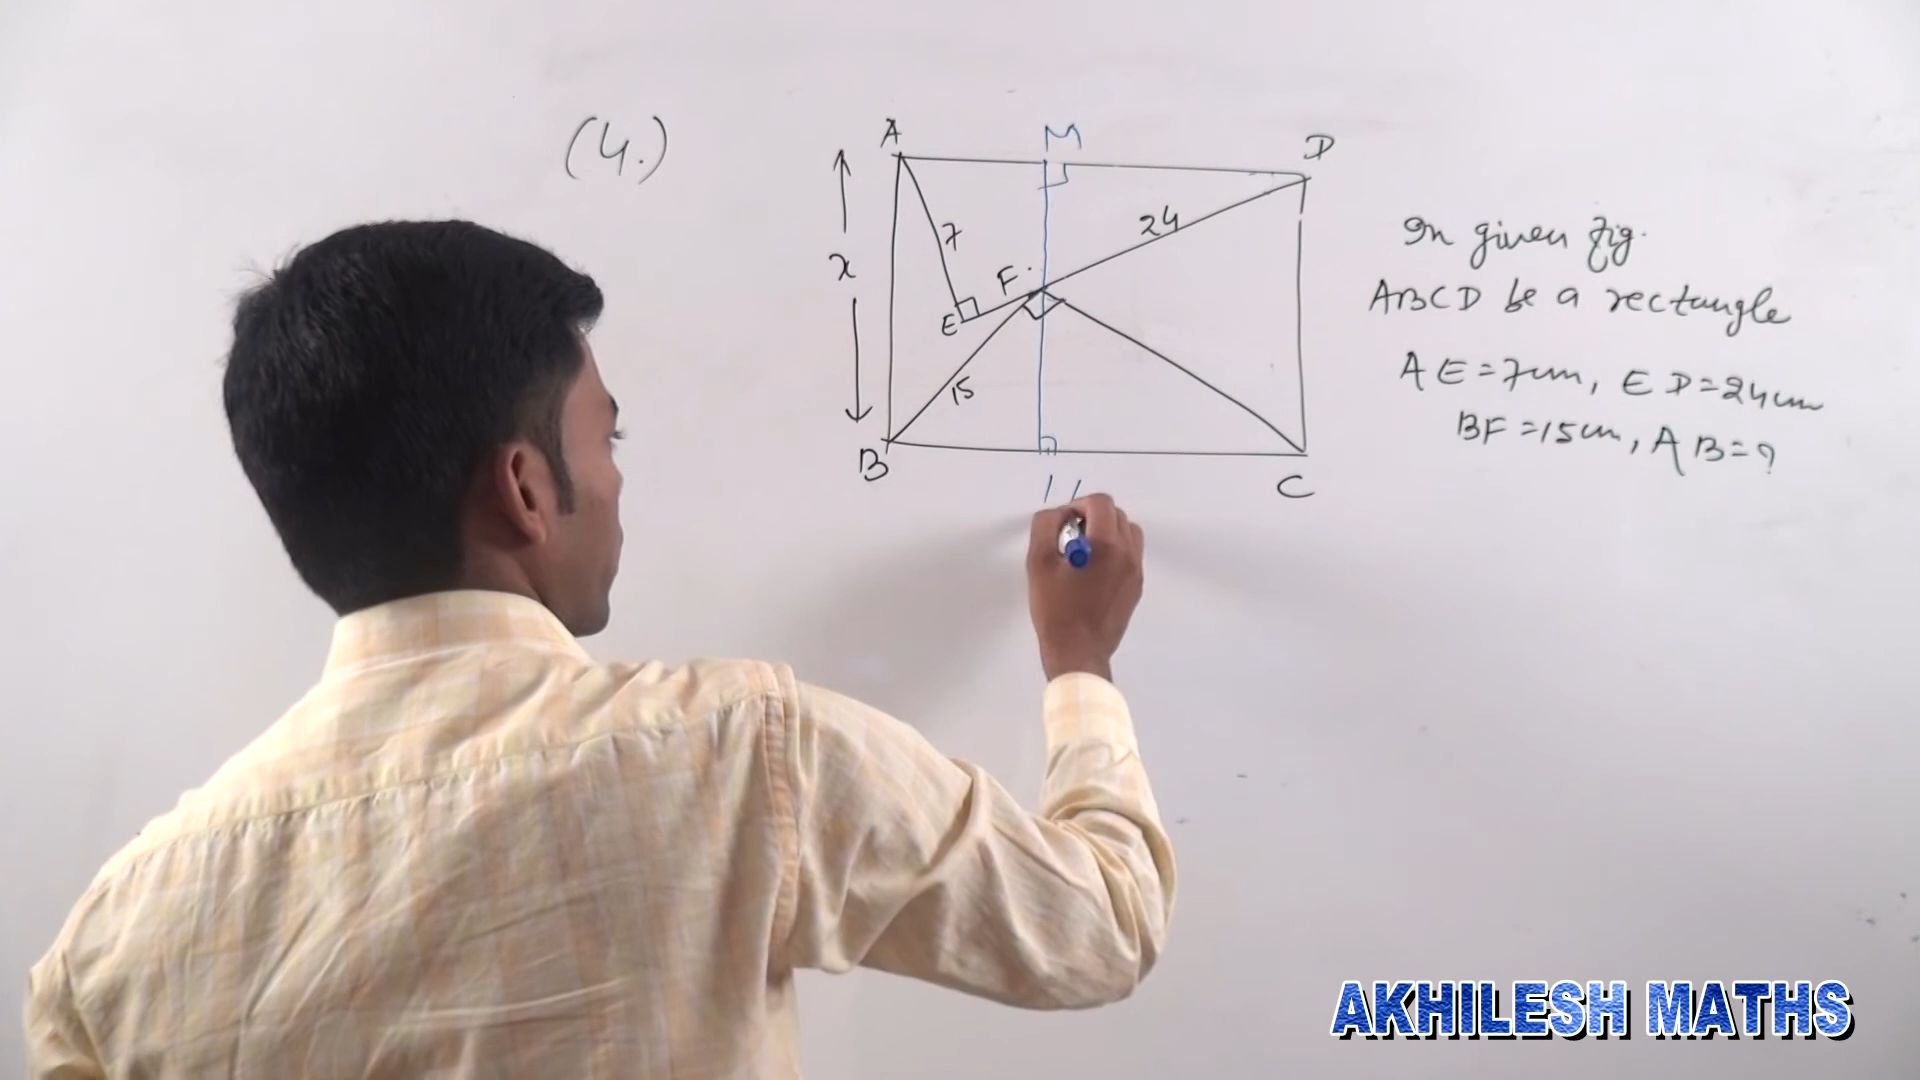 (4.)
A M D
7 24
x
F.
E
15
B C
In given fig.
ABCD be a rectangle
AE=7cm, ED=24cm
BF=15cm, AB=?
AKHILESH MATHS